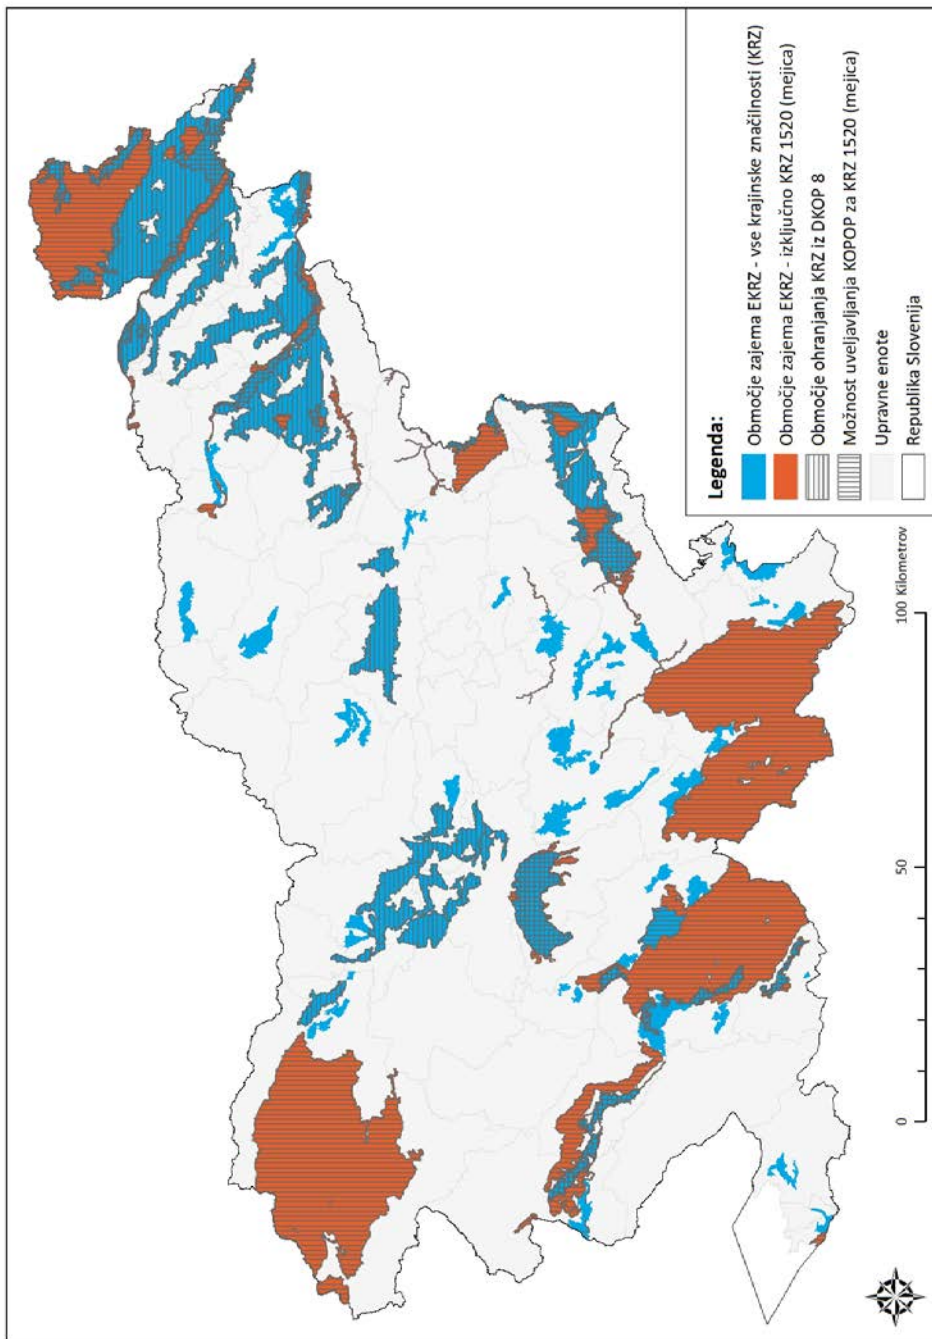 Legenda:
Območje zajema EKRZ - vse krajinske značilnosti (KRZ)
Območje zajema EKRZ - izključno KRZ 1520 (mejica)
Območje ohranjanja KRZ iz DKOP 8
Možnost uveljavljanja KOPOP za KRZ 1520 (mejica)
Upravne enote
Republika Slovenija
0 50 100 Kilometrov